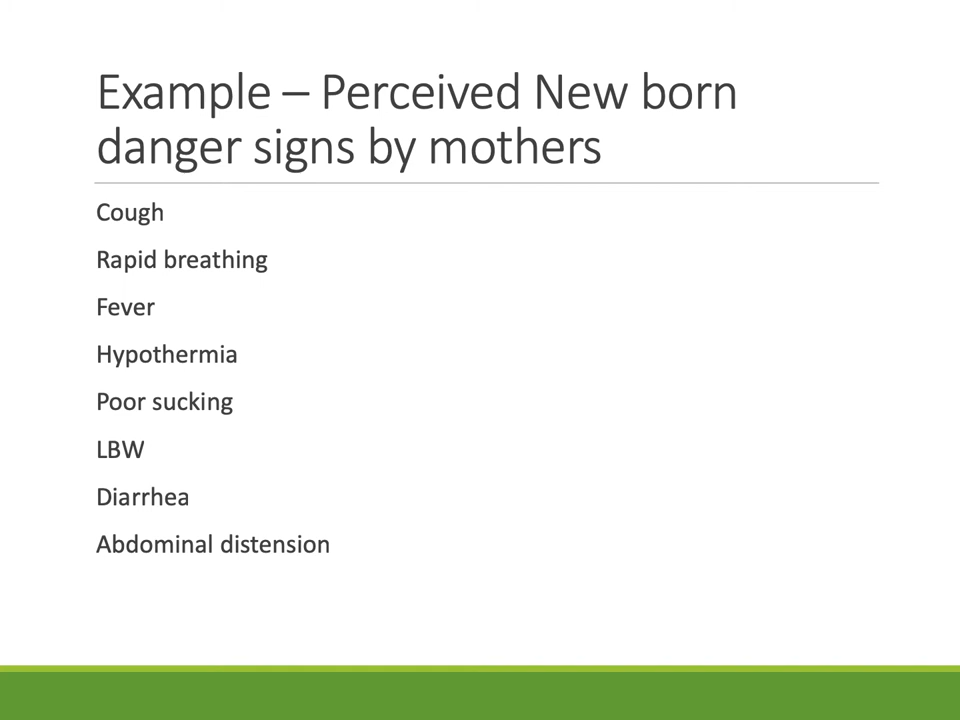 Example – Perceived New born
danger signs by mothers
Cough
Rapid breathing
Fever
Hypothermia
Poor sucking
LBW
Diarrhea
Abdominal distension